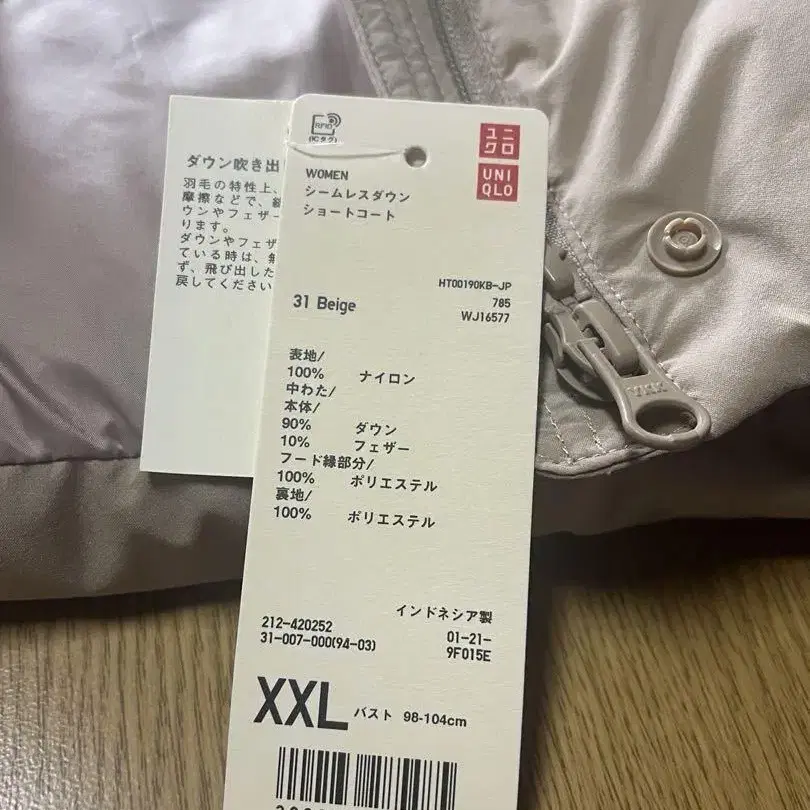 ダウン吹き出
羽毛の特性上、
摩擦などで、縫
ウンやフェザー
ります。
ダウンやフェザ
ている時は、無
ず、飛び出した
戻してください
RFID
(ICタグ)
ユニ
クロ
UNI
QLO
WOMEN
シームレスダウン
ショートコート
HT00190KB-JP
31 Beige
785
WJ16577
表地/
100% ナイロン
中わた/
本体/
90% ダウン
10% フェザー
フード縁部分/
100% ポリエステル
裏地/
100% ポリエステル
インドネシア製
212-420252
01-21-
31-007-000(94-03)
9F015E
XXL バスト 98-104cm
YKK